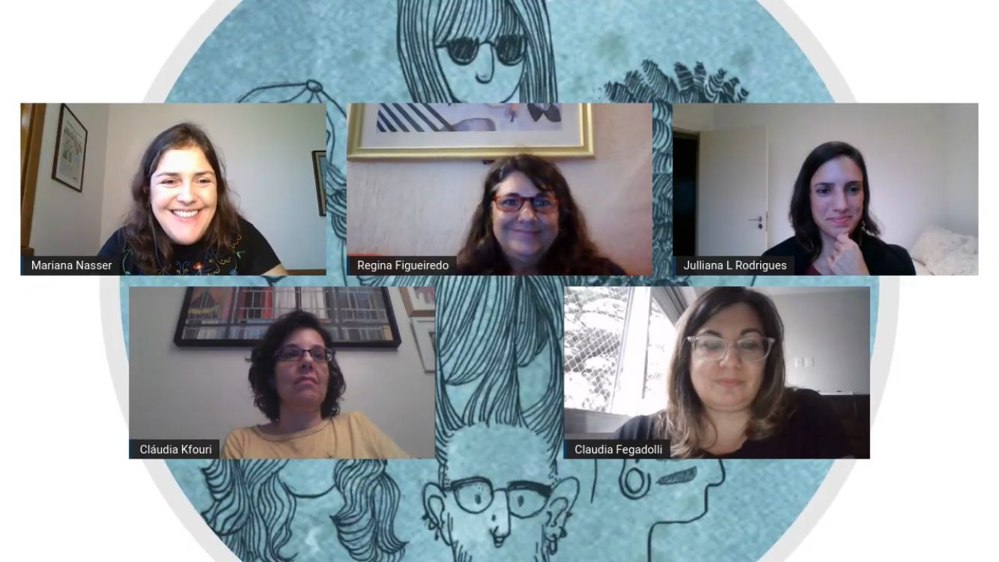 Mariana Nasser
Regina Figueiredo
Julliana L Rodrigues
Cláudia Kfouri
Claudia Fegadolli